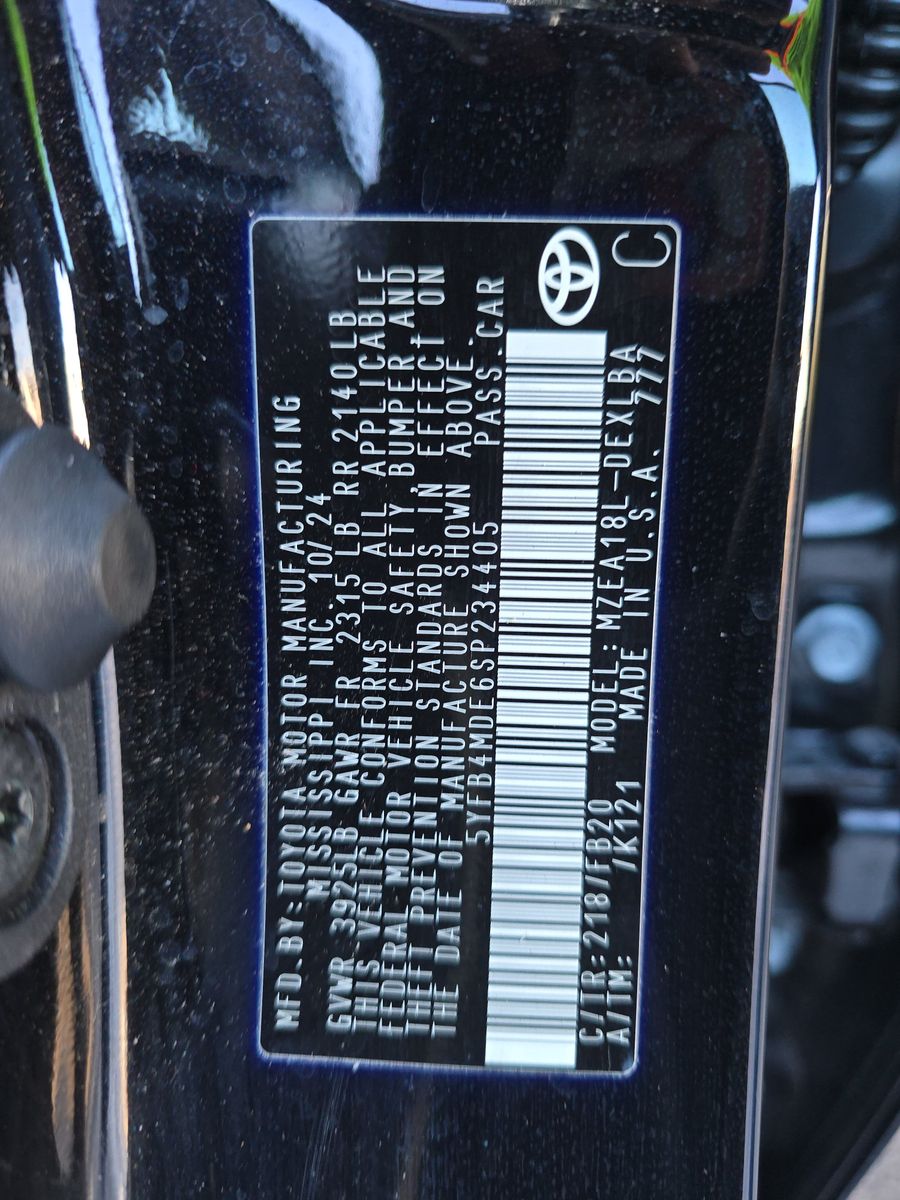 MFD.BY:TOYOTA MOTOR MANUFACTURING
MISSISSIPPI INC. 10/24
GVWR 3925LB GAWR FR 2315LB RR 2140LB
THIS VEHICLE CONFORMS TO ALL APPLICABLE
FEDERAL MOTOR VEHICLE SAFETY, BUMPER AND
THEFT PREVENTION STANDARDS IN EFFECT ON
THE DATE OF MANUFACTURE SHOWN ABOVE.
5YFB4MDE6SP234405 PASS.CAR
C/TR:218/FB20 MODEL:MZEA18L-DEXLBA
A/TM: /K121 MADE IN U.S.A. 777
C